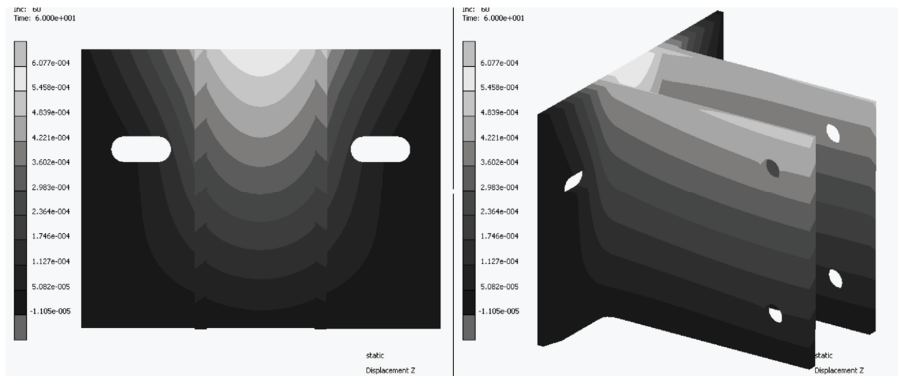 Inc: 60
Time: 6.000e+001
6.077e-004
5.458e-004
4.839e-004
4.221e-004
3.602e-004
2.983e-004
2.364e-004
1.746e-004
1.127e-004
5.082e-005
-1.105e-005
static
Displacement Z
Inc: 60
Time: 6.000e+001
6.077e-004
5.458e-004
4.839e-004
4.221e-004
3.602e-004
2.983e-004
2.364e-004
1.746e-004
1.127e-004
5.082e-005
-1.105e-005
static
Displacement Z